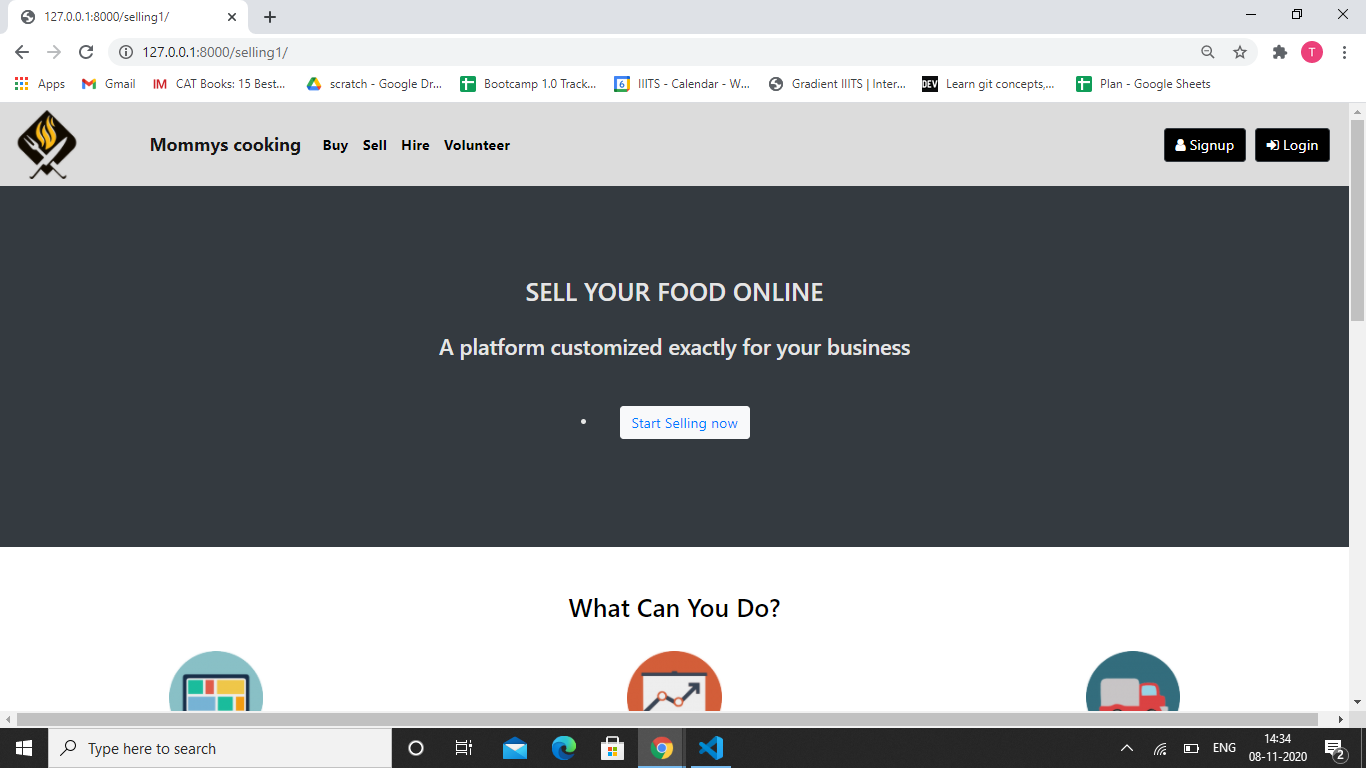 127.0.0.1:8000/selling1/
127.0.0.1:8000/selling1/
T
Apps Gmail IM CAT Books: 15 Best... scratch - Google Dr... Bootcamp 1.0 Track... 6 IIITS - Calendar - W... Gradient IIITS | Inter... DEV Learn git concepts,... Plan - Google Sheets
Mommys cooking Buy Sell Hire Volunteer Signup Login
SELL YOUR FOOD ONLINE
A platform customized exactly for your business
Start Selling now
What Can You Do?
Type here to search
ENG
14:34
08-11-2020
2